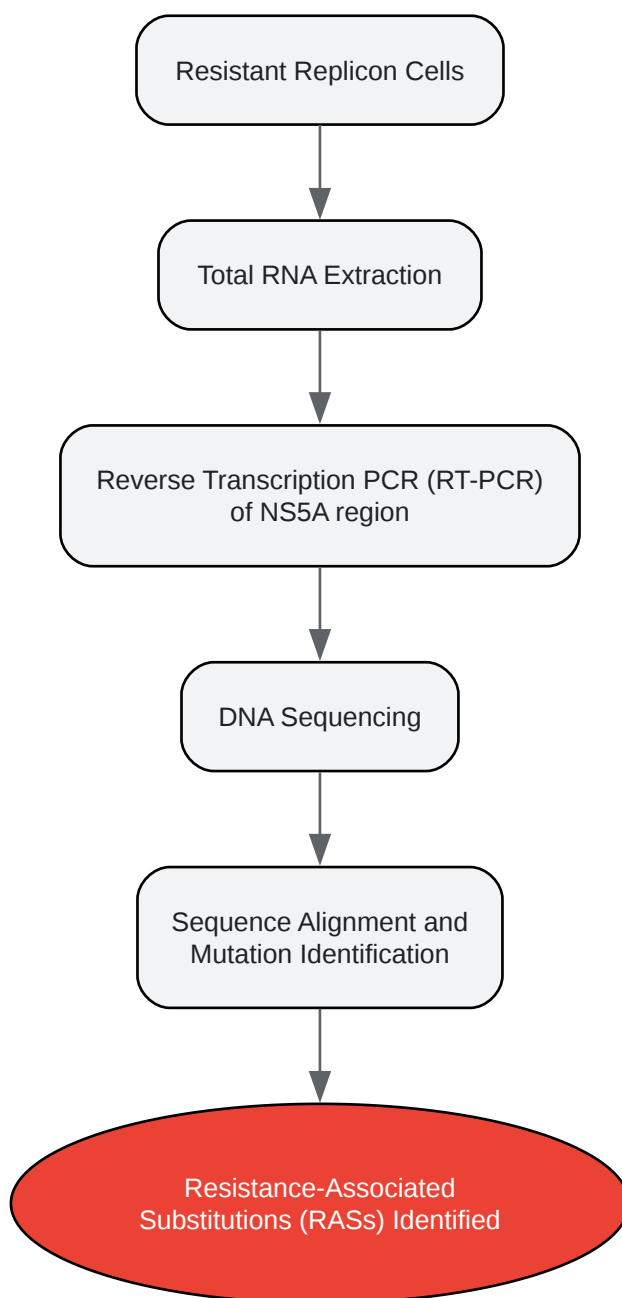 Resistant Replicon Cells
Total RNA Extraction
Reverse Transcription PCR (RT-PCR)
of NS5A region
DNA Sequencing
Sequence Alignment and
Mutation Identification
Resistance-Associated
Substitutions (RASs) Identified